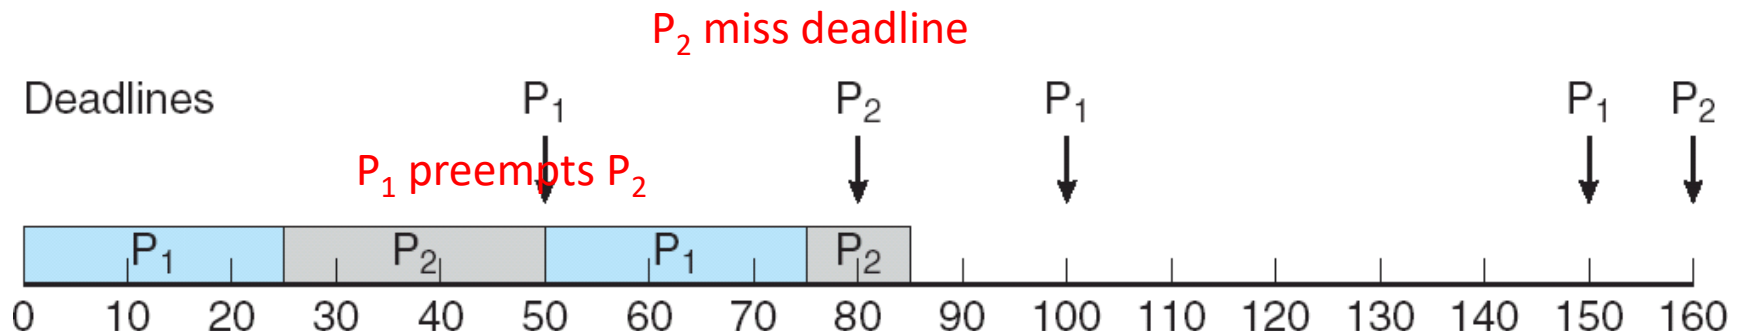 P₂ miss deadline
Deadlines P₁ P₂ P₁ P₁ P₂
P₁ preempts P₂
P₁ P₂ P₁ P₂
0 10 20 30 40 50 60 70 80 90 100 110 120 130 140 150 160